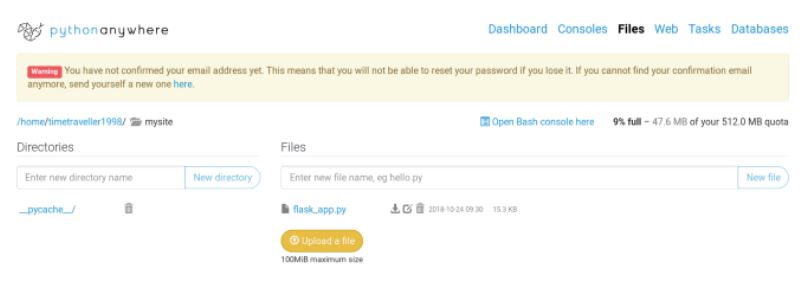 pythonanywhere
Dashboard Consoles Files Web Tasks Databases
Warning You have not confirmed your email address yet. This means that you will not be able to reset your password if you lose it. If you cannot find your confirmation email
anymore, send yourself a new one here.
/home/timetraveller1998/ mysite
Open Bash console here 9% full – 47.6 MB of your 512.0 MB quota
Directories
Files
Enter new directory name New directory
Enter new file name, eg hello.py New file
__pycache__/
flask_app.py 2018-10-24 09:30 15.3 KB
Upload a file
100MiB maximum size